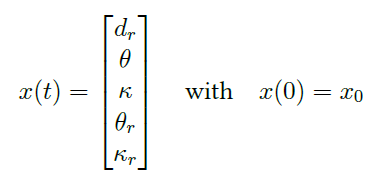 x(t) = [d_r θ κ θ_r κ_r] with x(0) = x_0